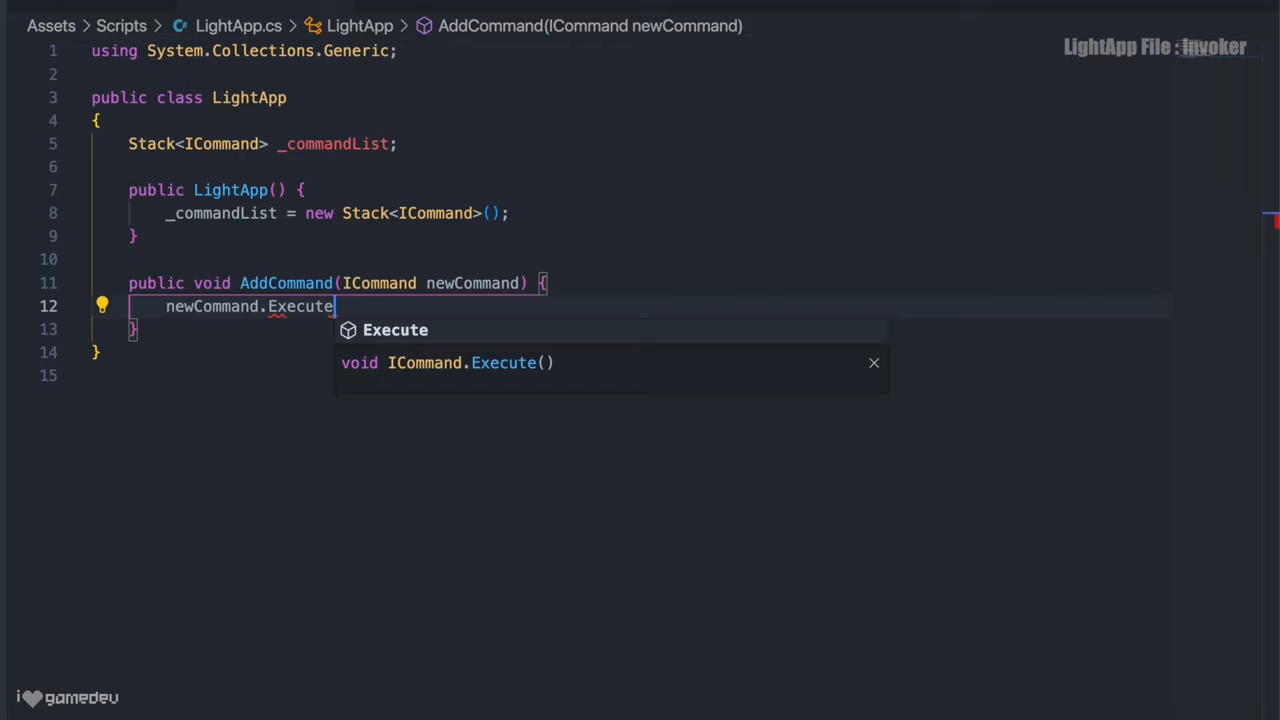 Assets > Scripts > LightApp.cs > LightApp > AddCommand(ICommand newCommand)
LightApp File : invoker
1 using System.Collections.Generic;
2
3 public class LightApp
4 {
5 Stack<ICommand> _commandList;
6
7 public LightApp() {
8 _commandList = new Stack<ICommand>();
9 }
10
11 public void AddCommand(ICommand newCommand) {
12 newCommand.Execute
Execute
13 }
14 }
void ICommand.Execute()
15
i gamedev